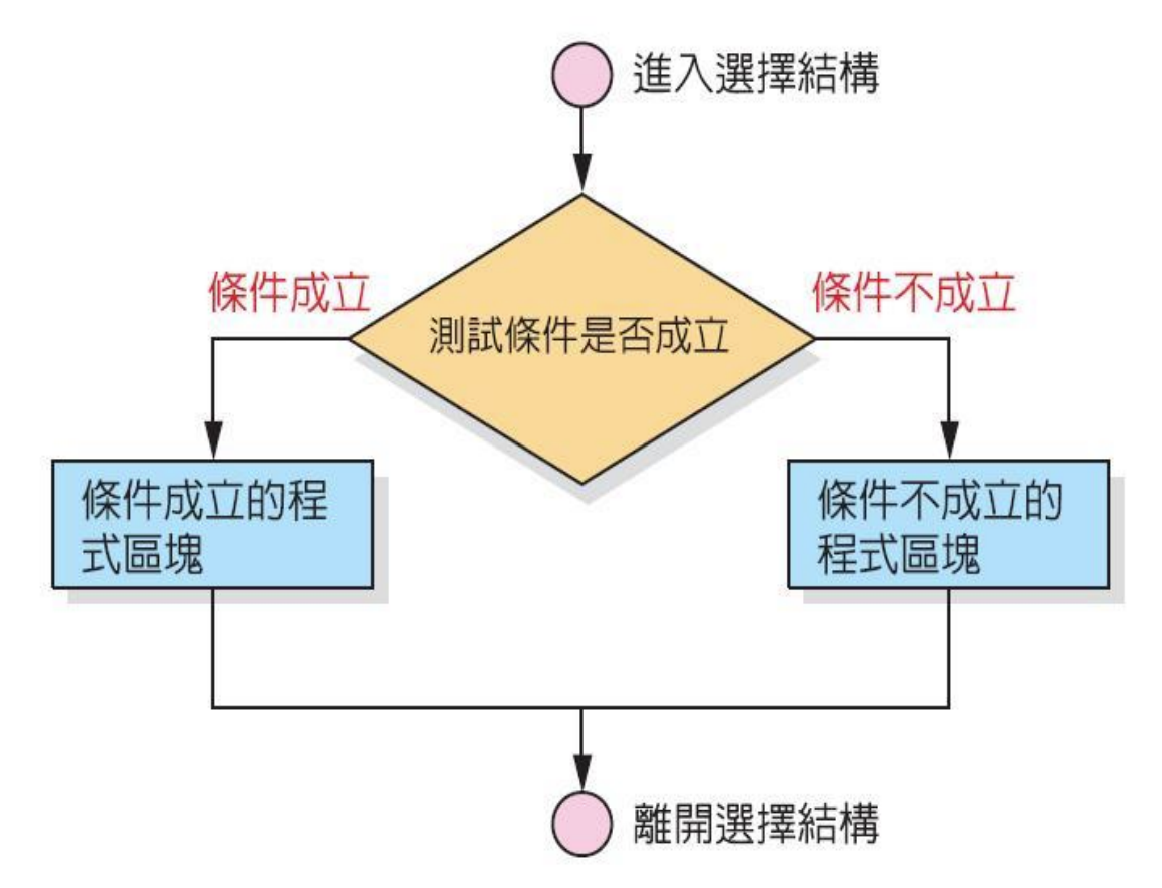 進入選擇結構
條件成立
條件不成立
測試條件是否成立
條件成立的程
式區塊
條件不成立的
程式區塊
離開選擇結構